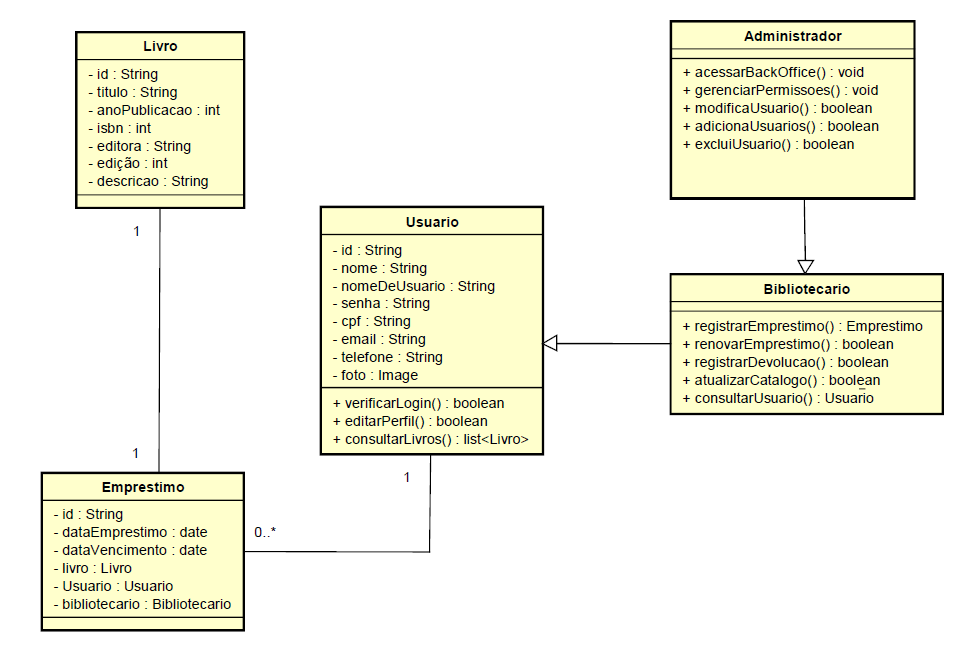 Livro
- id : String
- titulo : String
- anoPublicacao : int
- isbn : int
- editora : String
- edição : int
- descricao : String
1
1
Emprestimo
- id : String
- dataEmprestimo : date
- dataVencimento : date
- livro : Livro
- Usuario : Usuario
- bibliotecario : Bibliotecario
0..*
1
Usuario
- id : String
- nome : String
- nomeDeUsuario : String
- senha : String
- cpf : String
- email : String
- telefone : String
- foto : Image
+ verificarLogin() : boolean
+ editarPerfil() : boolean
+ consultarLivros() : list<Livro>
Administrador
+ acessarBackOffice() : void
+ gerenciarPermissoes() : void
+ modificaUsuario() : boolean
+ adicionaUsuarios() : boolean
+ excluiUsuario() : boolean
Bibliotecario
+ registrarEmprestimo() : Emprestimo
+ renovarEmprestimo() : boolean
+ registrarDevolucao() : boolean
+ atualizarCatalogo() : boolean
+ consultarUsuario() : Usuario